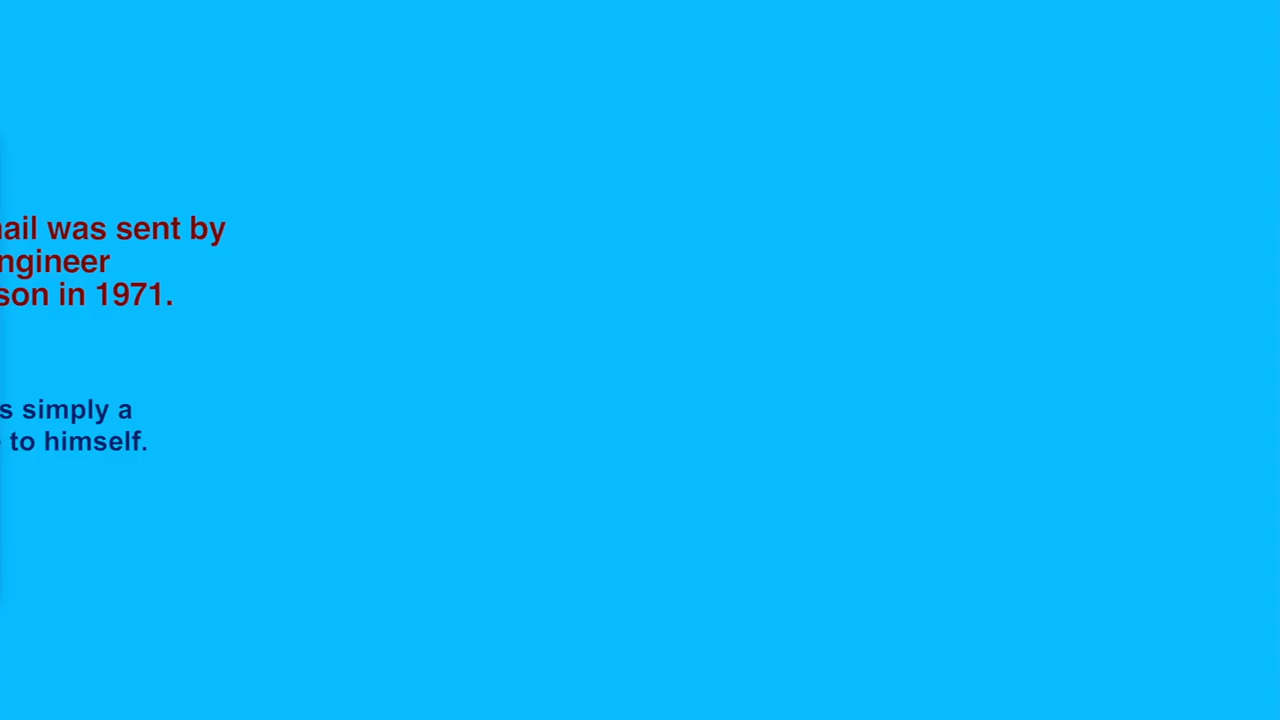 ail was sent by
ngineer
son in 1971.
s simply a
to himself.